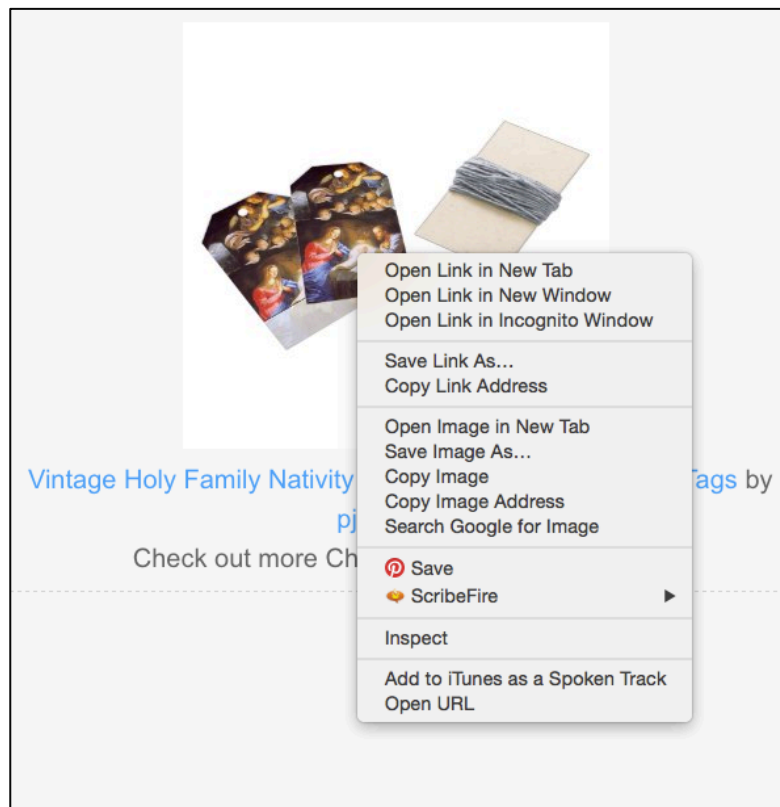 Open Link in New Tab
Open Link in New Window
Open Link in Incognito Window
Save Link As…
Copy Link Address
Open Image in New Tab
Save Image As…
Copy Image
Copy Image Address
Search Google for Image
Vintage Holy Family Nativity Tags by
pj
Check out more Ch
Save
ScribeFire
Inspect
Add to iTunes as a Spoken Track
Open URL